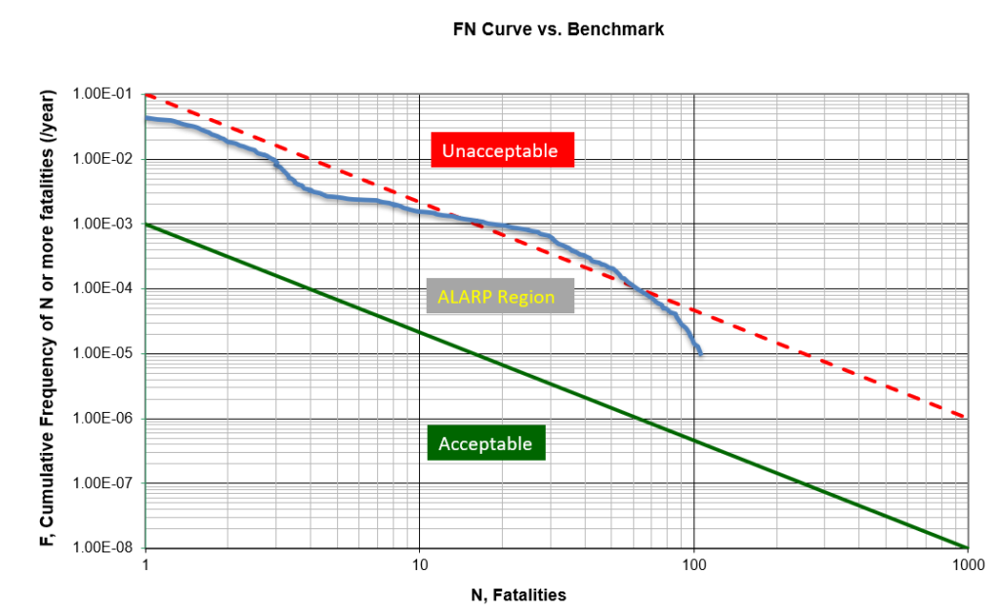 FN Curve vs. Benchmark
F, Cumulative Frequency of N or more fatalities (/year)
1.00E-01
1.00E-02
1.00E-03
1.00E-04
1.00E-05
1.00E-06
1.00E-07
1.00E-08
Unacceptable
ALARP Region
Acceptable
1 10 100 1000
N, Fatalities